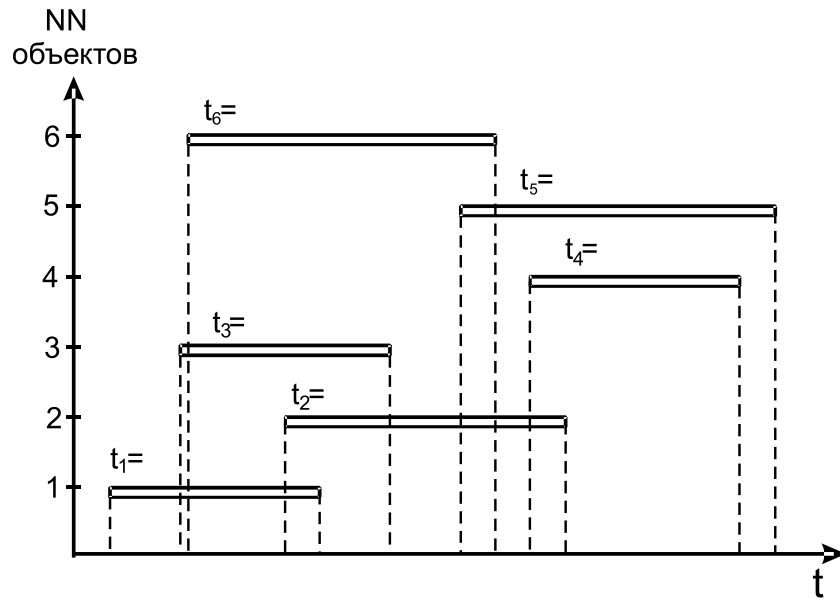 NN
объектов
t6=
6
t5=
5
t4=
4
t3=
3
t2=
2
t1=
1
t